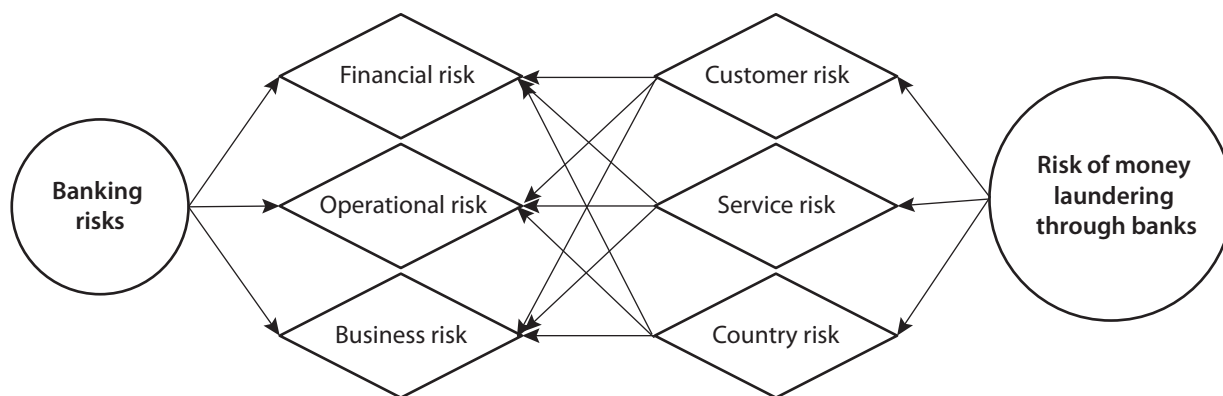 Financial risk
Customer risk
Banking
risks
Operational risk
Service risk
Risk of money
laundering
through banks
Business risk
Country risk